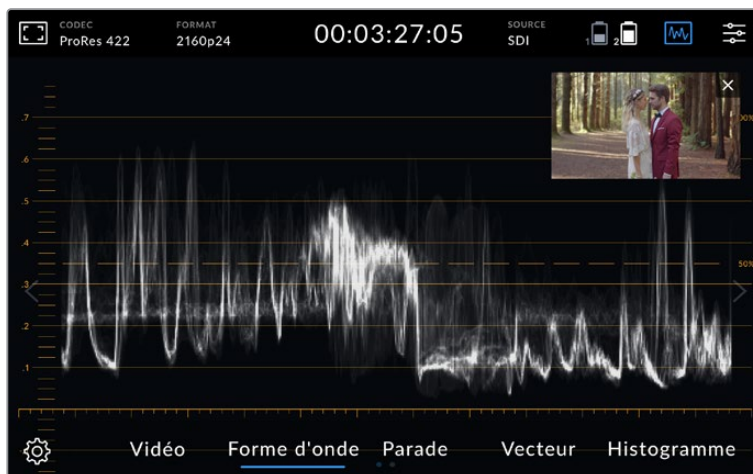 CODEC
ProRes 422
FORMAT
2160p24
00:03:27:05
SOURCE
SDI
1
2
.7
.6
.5
.4
.3
.2
.1
50%
Vidéo
Forme d'onde
Parade
Vecteur
Histogramme